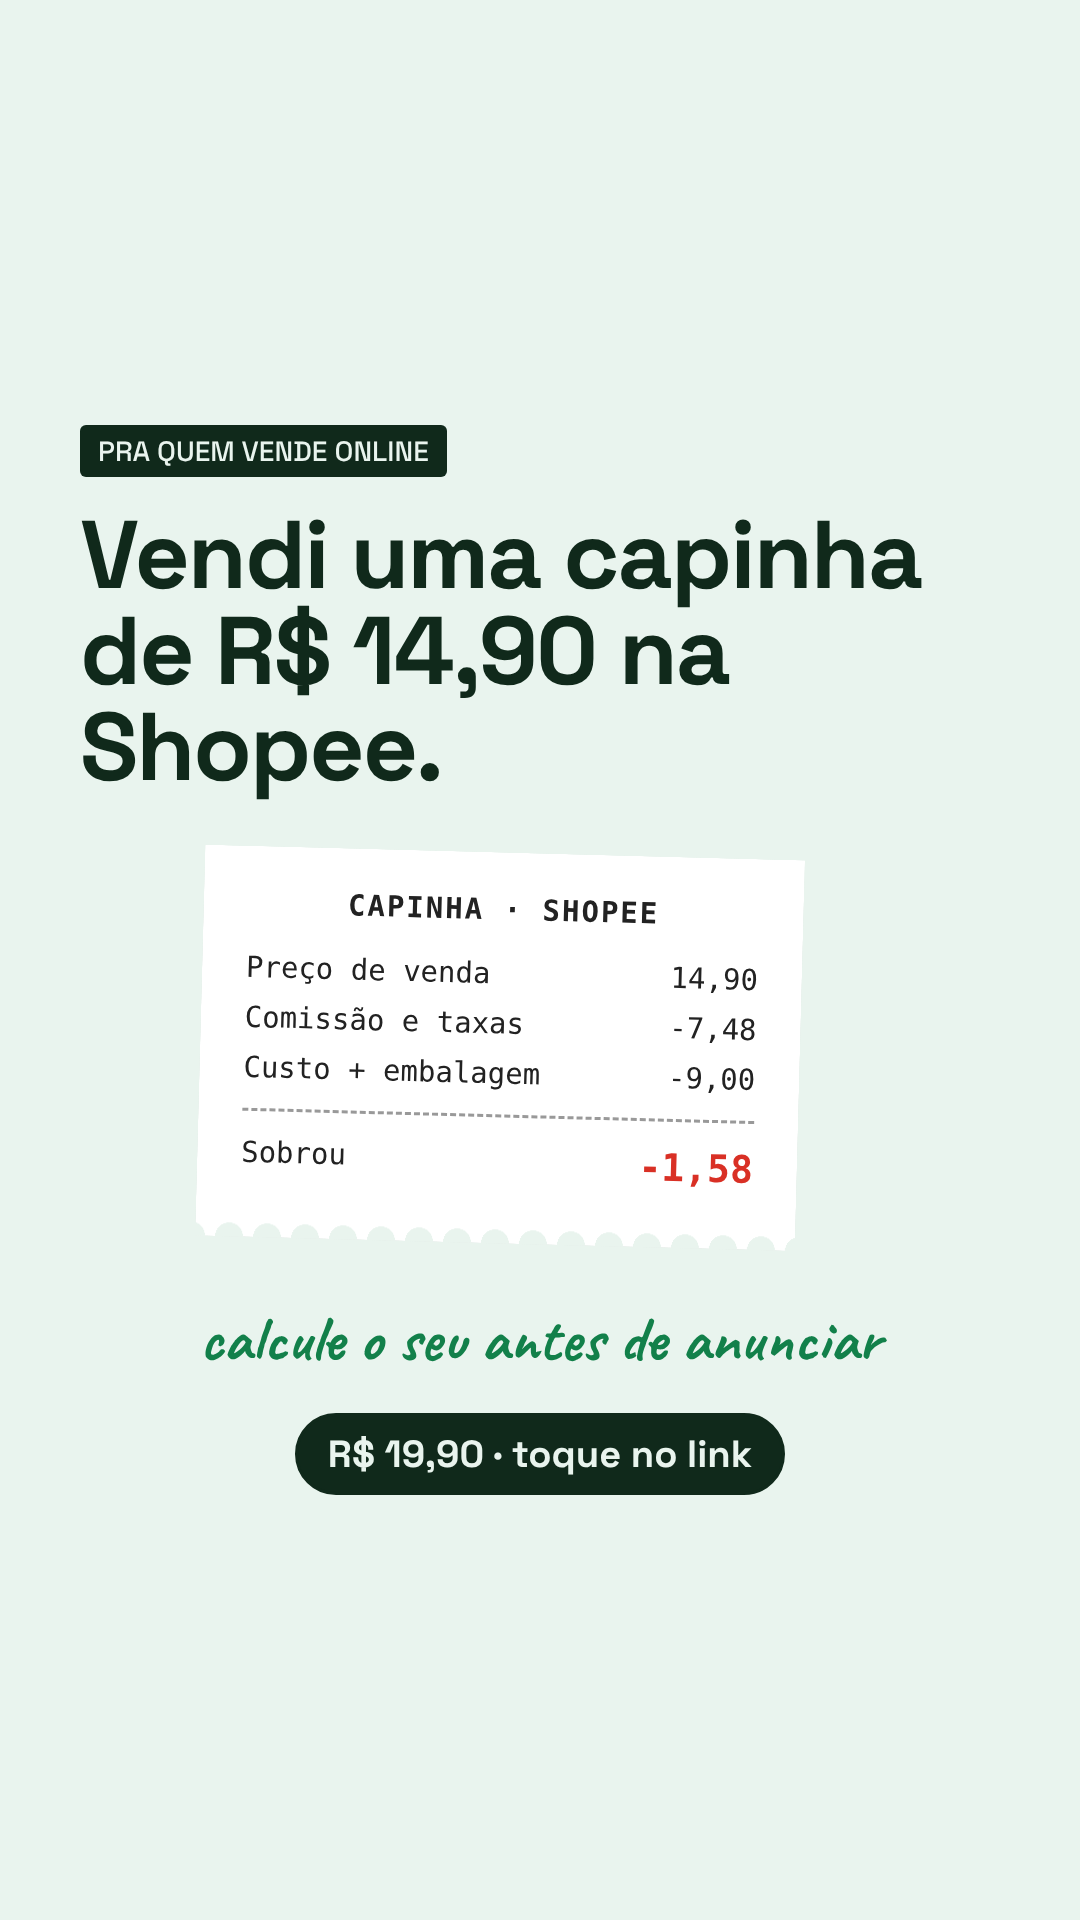 PRA QUEM VENDE ONLINE
Vendi uma capinha
de R$ 14,90 na
Shopee.
CAPINHA · SHOPEE
Preço de venda 14,90
Comissão e taxas -7,48
Custo + embalagem -9,00
Sobrou -1,58
calcule o seu antes de anunciar
R$ 19,90 · toque no link